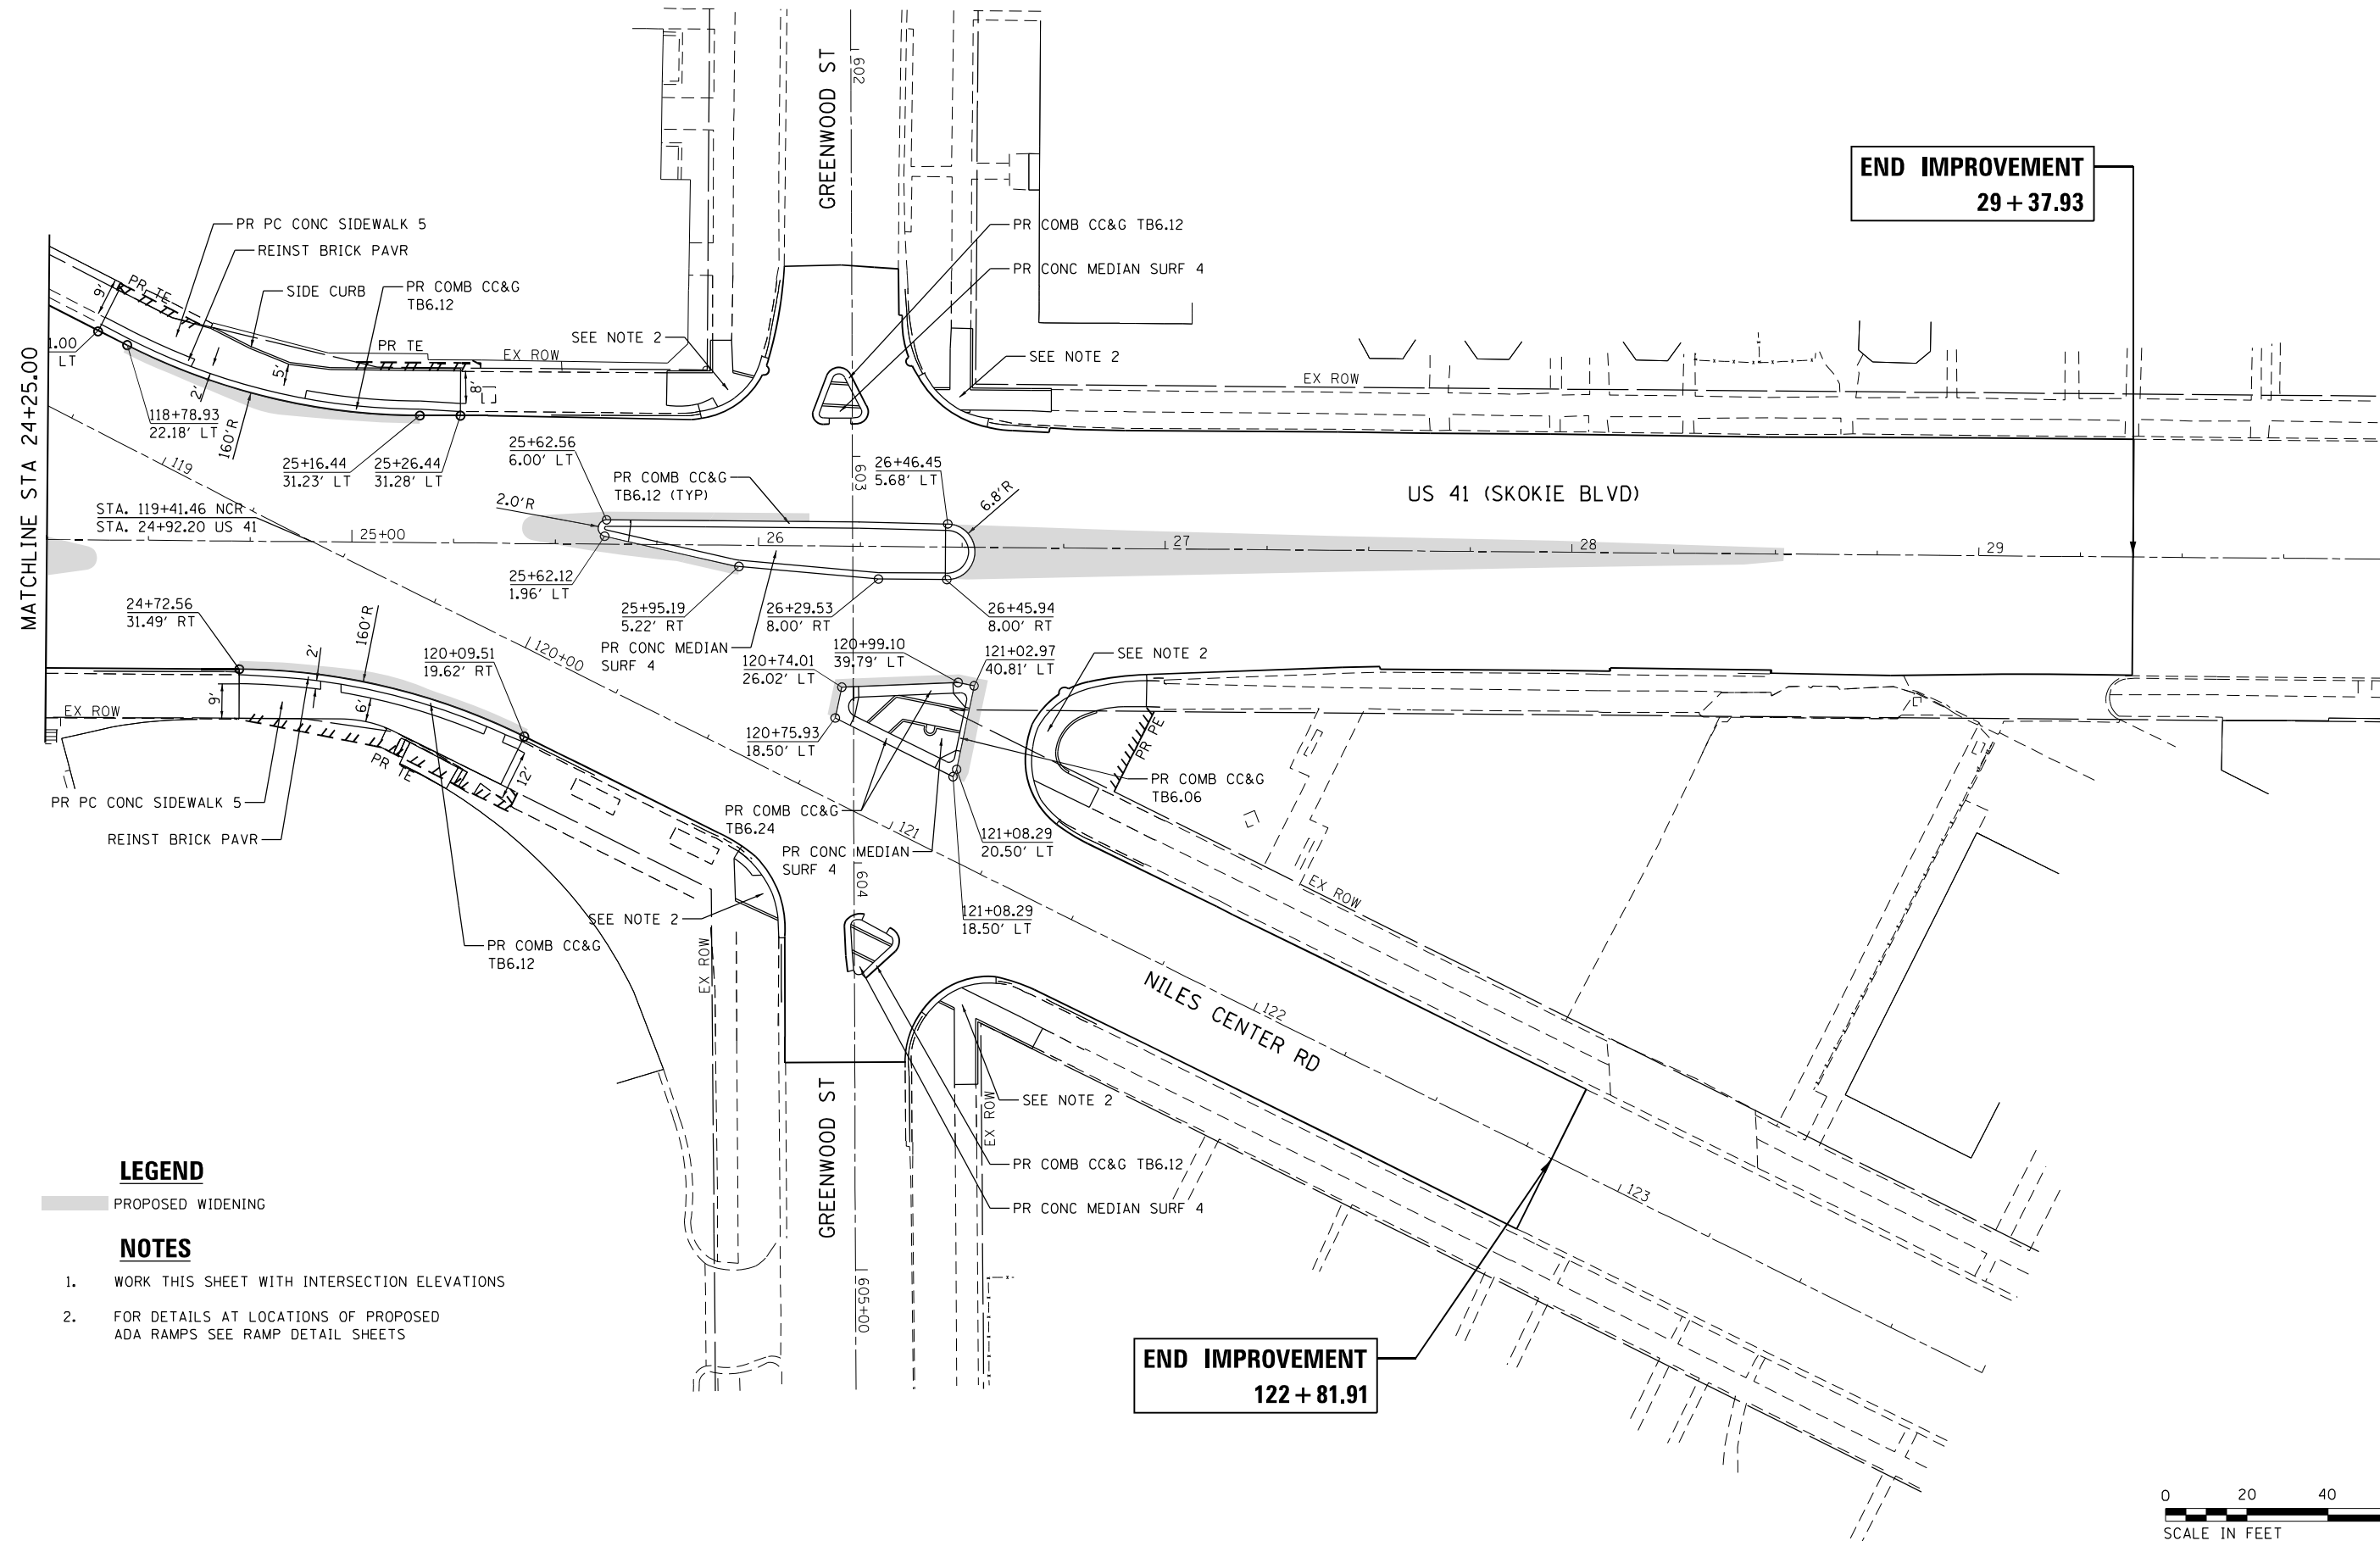 GREENWOOD ST
602
END IMPROVEMENT
29 + 37.93
PR PC CONC SIDEWALK 5
REINST BRICK PAVR
SIDE CURB
PR COMB CC&G
TB6.12
PR COMB CC&G TB6.12
PR CONC MEDIAN SURF 4
PR TE
9'
PR TE
EX ROW
SEE NOTE 2
SEE NOTE 2
EX ROW
MATCHLINE STA 24+25.00
1.00
LT
5'
2'
8'
160'R
118+78.93
22.18' LT
119
25+16.44
31.23' LT
25+26.44
31.28' LT
25+62.56
6.00' LT
PR COMB CC&G
TB6.12 (TYP)
26+46.45
5.68' LT
603
6.8'R
2.0'R
US 41 (SKOKIE BLVD)
STA. 119+41.46 NCR
STA. 24+92.20 US 41
25+00
26
27
28
29
25+62.12
1.96' LT
25+95.19
5.22' RT
26+29.53
8.00' RT
26+45.94
8.00' RT
24+72.56
31.49' RT
2'
160'R
120+09.51
19.62' RT
120+00
PR CONC MEDIAN
SURF 4
120+74.01
26.02' LT
120+99.10
39.79' LT
121+02.97
40.81' LT
SEE NOTE 2
9'
6'
EX ROW
PR TE
12'
120+75.93
18.50' LT
PR PE
PR COMB CC&G
TB6.06
PR PC CONC SIDEWALK 5
REINST BRICK PAVR
PR COMB CC&G
TB6.24
121
PR CONC MEDIAN
SURF 4
121+08.29
20.50' LT
604
121+08.29
18.50' LT
EX ROW
SEE NOTE 2
PR COMB CC&G
TB6.12
EX ROW
NILES CENTER RD
122
GREENWOOD ST
SEE NOTE 2
EX ROW
PR COMB CC&G TB6.12
PR CONC MEDIAN SURF 4
123
605+00
LEGEND
PROPOSED WIDENING
NOTES
1. WORK THIS SHEET WITH INTERSECTION ELEVATIONS
2. FOR DETAILS AT LOCATIONS OF PROPOSED
ADA RAMPS SEE RAMP DETAIL SHEETS
END IMPROVEMENT
122 + 81.91
0 20 40
SCALE IN FEET